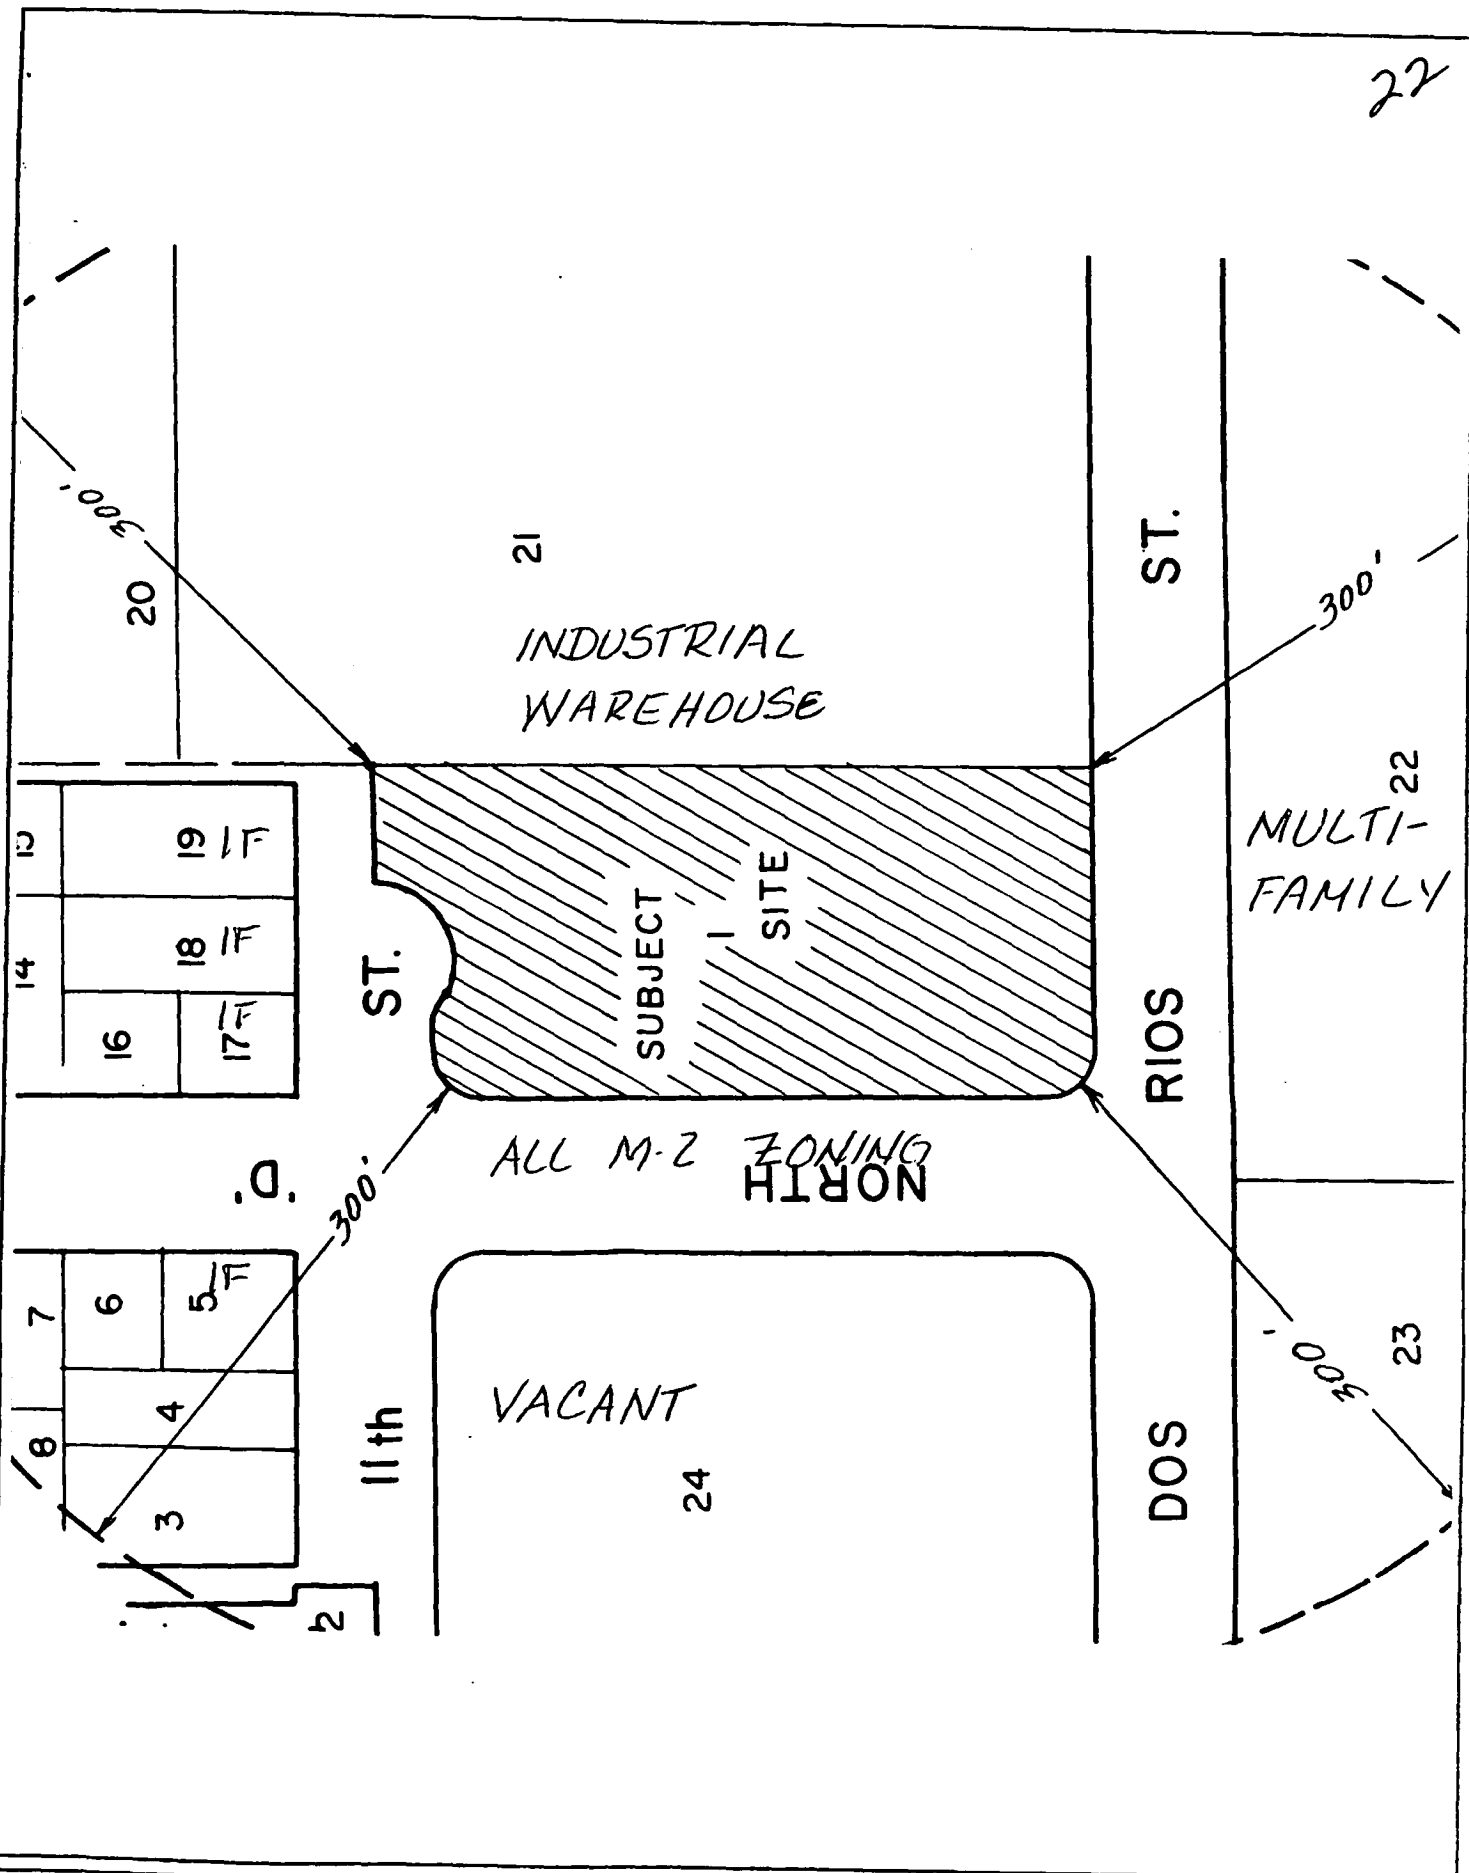 22
300'
20
21
INDUSTRIAL
WAREHOUSE
ST.
300'
22
MULTI-
FAMILY
19 1F
18 1F
17 1F
16
14
ST.
SUBJECT
1
SITE
RIOS
'D'
NORTH
ALL M-2 ZONING
300'
7
6
5 1F
4
8
3
2
11th
VACANT
24
DOS
300'
23